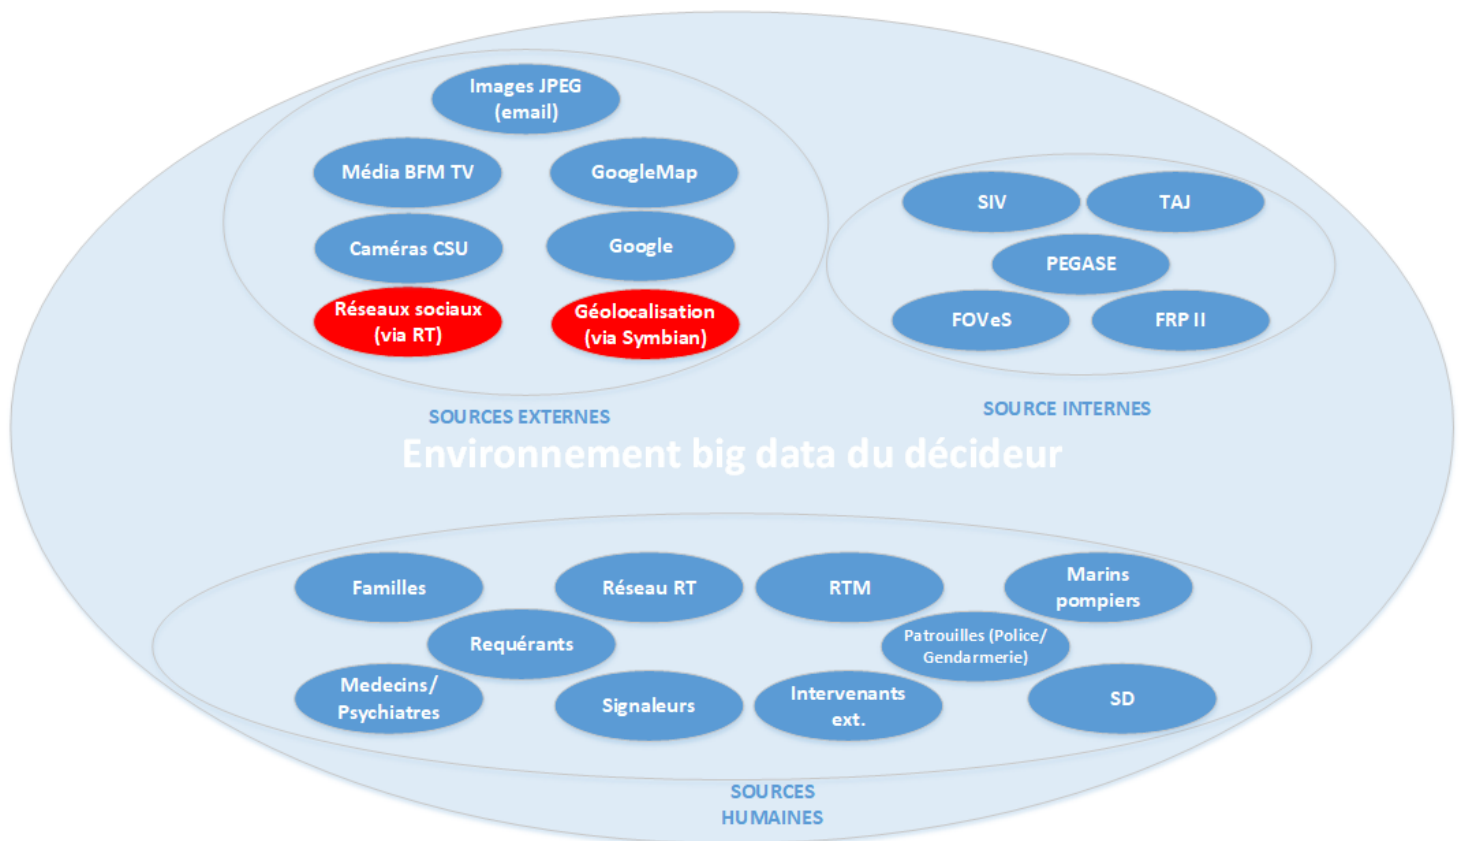 Images JPEG
(email)
Média BFM TV
GoogleMap
Caméras CSU
Google
Réseaux sociaux
(via RT)
Géolocalisation
(via Symbian)
SOURCES EXTERNES
SIV
TAJ
PEGASE
FOVeS
FRP II
SOURCE INTERNES
Environnement big data du décideur
Familles
Réseau RT
RTM
Marins
pompiers
Requérants
Patrouilles (Police/
Gendarmerie)
Medecins/
Psychiatres
Signaleurs
Intervenants
ext.
SD
SOURCES
HUMAINES